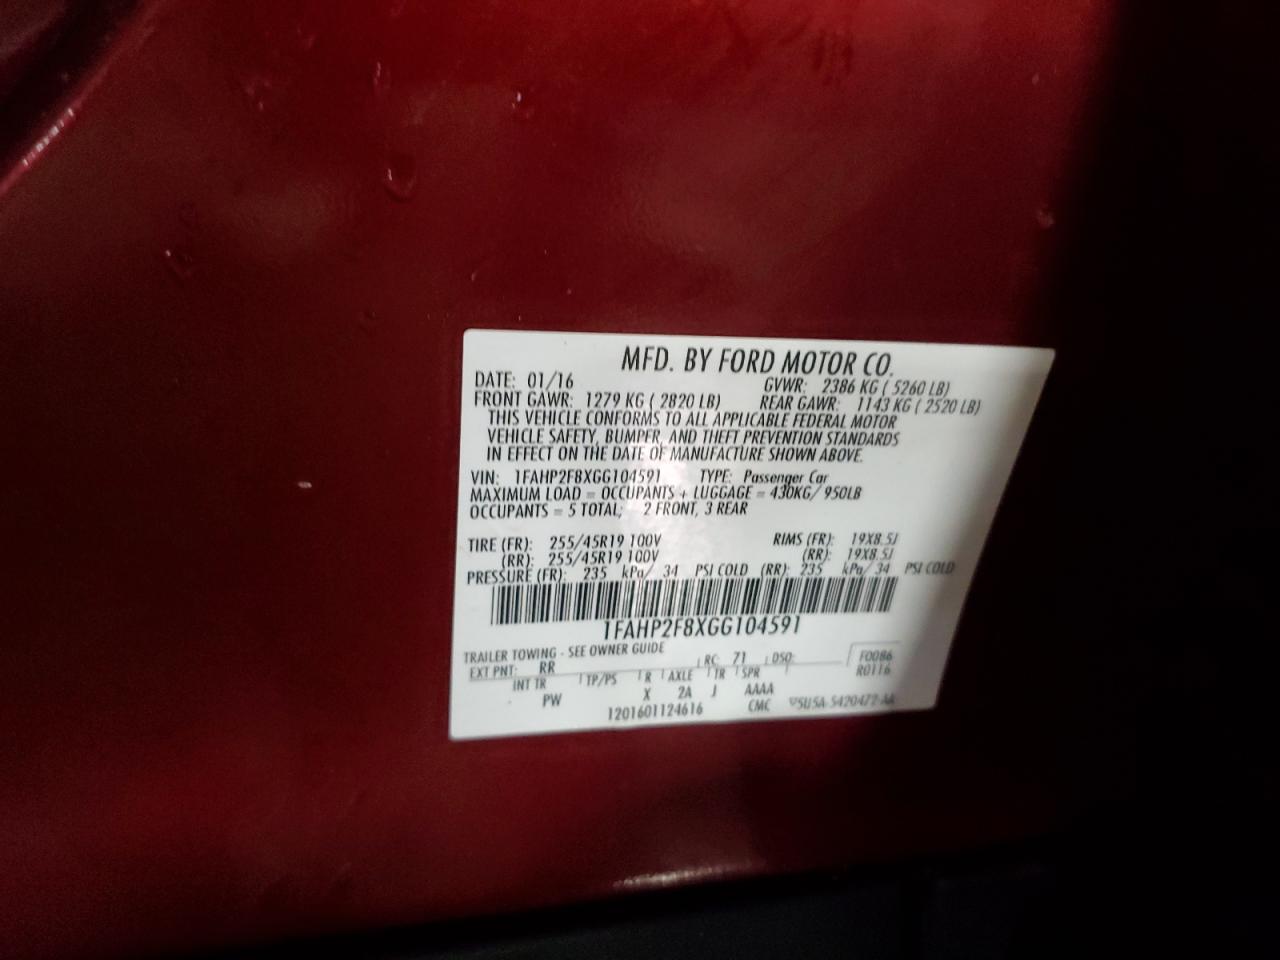 MFD. BY FORD MOTOR CO.
DATE: 01/16 GVWR: 2386 KG ( 5260 LB)
FRONT GAWR: 1279 KG ( 2820 LB) REAR GAWR: 1143 KG ( 2520 LB)
THIS VEHICLE CONFORMS TO ALL APPLICABLE FEDERAL MOTOR
VEHICLE SAFETY, BUMPER, AND THEFT PREVENTION STANDARDS
IN EFFECT ON THE DATE OF MANUFACTURE SHOWN ABOVE.
VIN: 1FAHP2F8XGG104591 TYPE: Passenger Car
MAXIMUM LOAD = OCCUPANTS + LUGGAGE = 430KG/ 950LB
OCCUPANTS = 5 TOTAL; 2 FRONT, 3 REAR
TIRE (FR): 255/45R19 100V RIMS (FR): 19X8.5J
(RR): 255/45R19 100V (RR): 19X8.5J
PRESSURE (FR): 235 kPa/ 34 PSI COLD (RR): 235 kPa/ 34 PSI COLD
1FAHP2F8XGG104591
TRAILER TOWING - SEE OWNER GUIDE
EXT PNT: RR RC: 71 DSO: F0086
INT TR TP/PS R AXLE TR SPR R0116
PW X 2A J AAAA
1201601124616 CMC 5U5A-5420472-AA